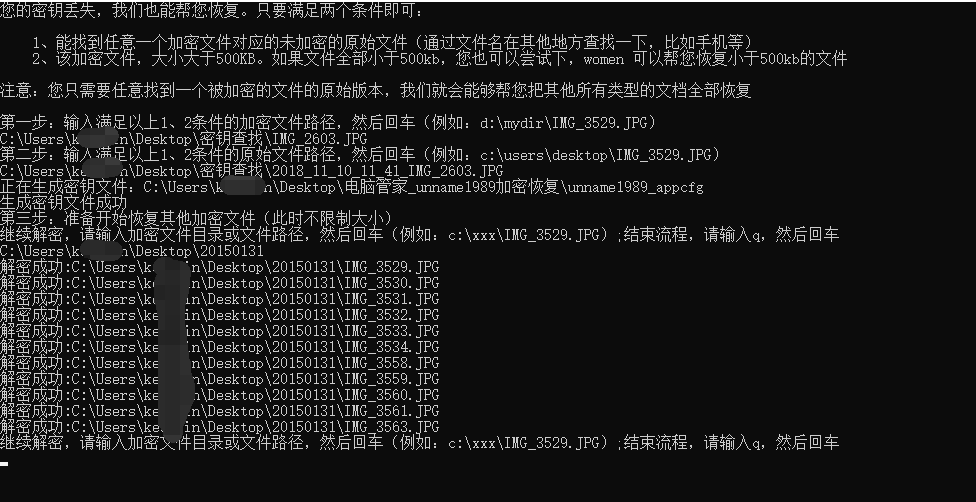 您的密钥丢失，我们也能帮您恢复。只要满足两个条件即可：
1、能找到任意一个加密文件对应的未加密的原始文件（通过文件名在其他地方查找一下，比如手机等）
2、该加密文件，大小大于500KB。如果文件全部小于500kb，您也可以尝试下，women 可以帮您恢复小于500kb的文件
注意：您只需要任意找到一个被加密的文件的原始版本，我们就会能够帮您把其他所有类型的文档全部恢复
第一步：输入满足以上1、2条件的加密文件路径，然后回车（例如：d:\mydir\IMG_3529.JPG）
C:\Users\k \Desktop\密钥查找\IMG_2603.JPG
第二步：输入满足以上1、2条件的原始文件路径，然后回车（例如：c:\users\desktop\IMG_3529.JPG）
C:\Users\ke \Desktop\密钥查找\2018_11_10_11_41_IMG_2603.JPG
正在生成密钥文件：C:\Users\k n\Desktop\电脑管家_unname1989加密恢复\unname1989_appcfg
生成密钥文件成功
第三步：准备开始恢复其他加密文件（此时不限制大小）
继续解密，请输入加密文件目录或文件路径，然后回车（例如：c:\xxx\IMG_3529.JPG）;结束流程，请输入q，然后回车
C:\Users\k n\Desktop\20150131
解密成功:C:\Users\ke in\Desktop\20150131\IMG_3529.JPG
解密成功:C:\Users\ke n\Desktop\20150131\IMG_3530.JPG
解密成功:C:\Users\ke n\Desktop\20150131\IMG_3531.JPG
解密成功:C:\Users\ke n\Desktop\20150131\IMG_3532.JPG
解密成功:C:\Users\ke n\Desktop\20150131\IMG_3533.JPG
解密成功:C:\Users\ke n\Desktop\20150131\IMG_3534.JPG
解密成功:C:\Users\ke n\Desktop\20150131\IMG_3558.JPG
解密成功:C:\Users\ke n\Desktop\20150131\IMG_3559.JPG
解密成功:C:\Users\ke n\Desktop\20150131\IMG_3560.JPG
解密成功:C:\Users\ke n\Desktop\20150131\IMG_3561.JPG
解密成功:C:\Users\ke n\Desktop\20150131\IMG_3563.JPG
继续解密，请输入加密文件目录或文件路径，然后回车（例如：c:\xxx\IMG_3529.JPG）;结束流程，请输入q，然后回车